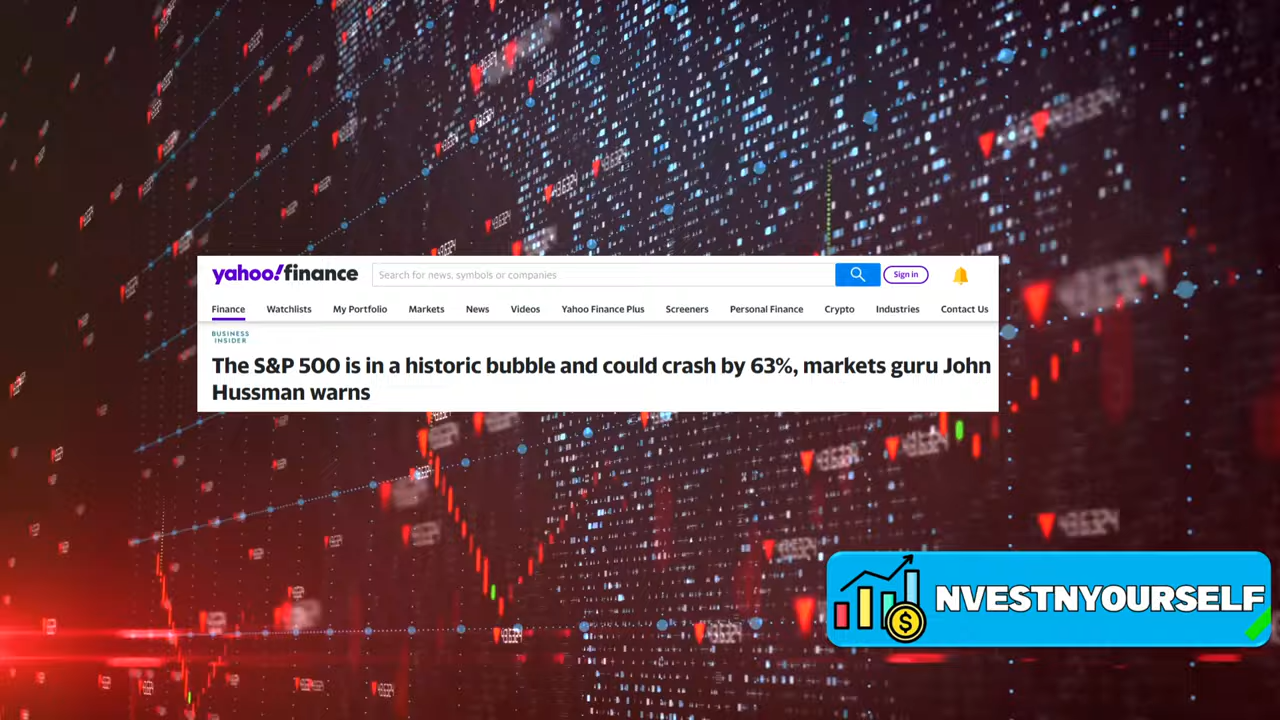 yahoo!finance
Search for news, symbols or companies
Sign in
Finance Watchlists My Portfolio Markets News Videos Yahoo Finance Plus Screeners Personal Finance Crypto Industries Contact Us
BUSINESS
INSIDER
The S&P 500 is in a historic bubble and could crash by 63%, markets guru John
Hussman warns
$ NVESTNYOURSELF